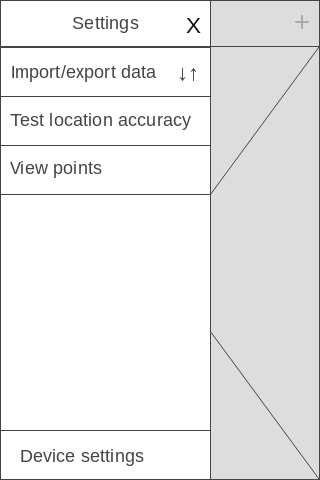 Settings X +
Import/export data ↓↑
Test location accuracy
View points
Device settings